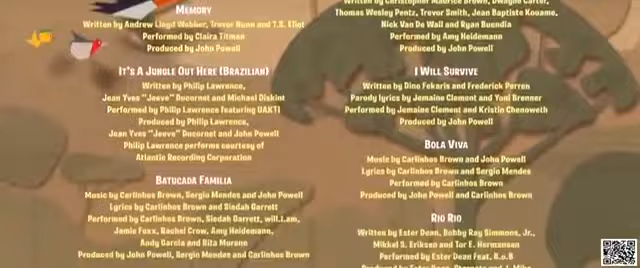 Memory
Written by Andrew Lloyd Webber, Trevor Nunn and T.S. Eliot
Performed by Claira Titman
Produced by John Powell
It's A Jungle Out Here (Brazilian)
Written by Philip Lawrence,
Jean Yves "Jeeve" Ducornet and Michael Diskint
Performed by Philip Lawrence featuring UAKTI
Produced by Philip Lawrence,
Jean Yves "Jeeve" Ducornet and John Powell
Philip Lawrence performs courtesy of
Atlantic Recording Corporation
Batucada Familia
Music by Carlinhos Brown, Sergio Mendes and John Powell
Lyrics by Carlinhos Brown and Siedah Garrett
Performed by Carlinhos Brown, Siedah Garrett, will.i.am,
Jamie Foxx, Rachel Crow, Amy Heidemann,
Andy Garcia and Rita Moreno
Produced by John Powell, Sergio Mendes and Carlinhos Brown
Written by Christopher Maurice Brown, Dwayne Carter,
Thomas Wesley Pentz, Trevor Smith, Jean Baptiste Kouame,
Nick Van De Wall and Ryan Buendia
Performed by Amy Heidemann
Produced by John Powell
I Will Survive
Written by Dino Fekaris and Frederick Perren
Parody lyrics by Jemaine Clement and Yoni Brenner
Performed by Jemaine Clement and Kristin Chenoweth
Produced by John Powell
Bola Viva
Music by Carlinhos Brown and John Powell
Lyrics by Carlinhos Brown and Sergio Mendes
Performed by Carlinhos Brown
Produced by John Powell and Carlinhos Brown
Rio Rio
Written by Ester Dean, Bobby Ray Simmons, Jr.,
Mikkel S. Eriksen and Tor E. Hermansen
Performed by Ester Dean Feat. B.o.B